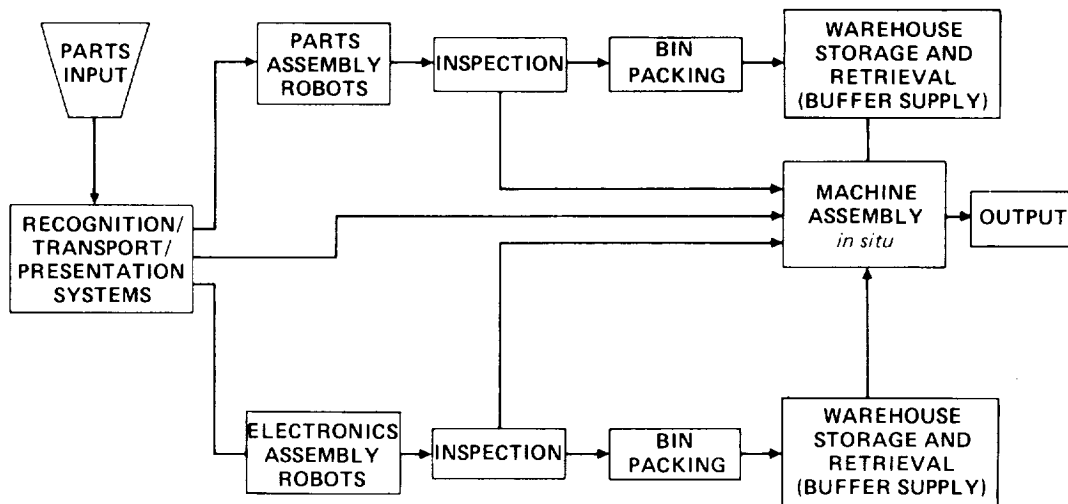 PARTS
INPUT
PARTS
ASSEMBLY
ROBOTS
INSPECTION
BIN
PACKING
WAREHOUSE
STORAGE AND
RETRIEVAL
(BUFFER SUPPLY)
RECOGNITION/
TRANSPORT/
PRESENTATION
SYSTEMS
MACHINE
ASSEMBLY
in situ
OUTPUT
ELECTRONICS
ASSEMBLY
ROBOTS
INSPECTION
BIN
PACKING
WAREHOUSE
STORAGE AND
RETRIEVAL
(BUFFER SUPPLY)